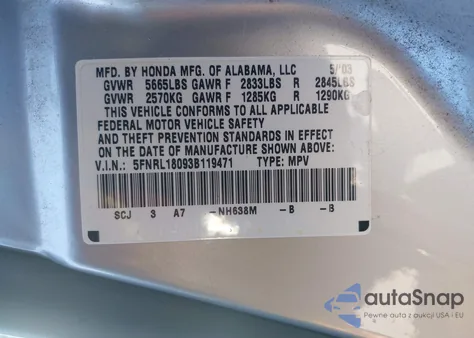 MFD. BY HONDA MFG. OF ALABAMA, LLC 5/03
GVWR 5665LBS GAWR F 2833LBS R 2845LBS
GVWR 2570KG GAWR F 1285KG R 1290KG
THIS VEHICLE CONFORMS TO ALL APPLICABLE
FEDERAL MOTOR VEHICLE SAFETY
AND THEFT PREVENTION STANDARDS IN EFFECT
ON THE DATE OF MANUFACTURE SHOWN ABOVE.
V.I.N.: 5FNRL18093B119471 TYPE: MPV
SCJ 3 A7 -NH638M -B -B
autoSnap
Pewne auta z aukcji USA i EU